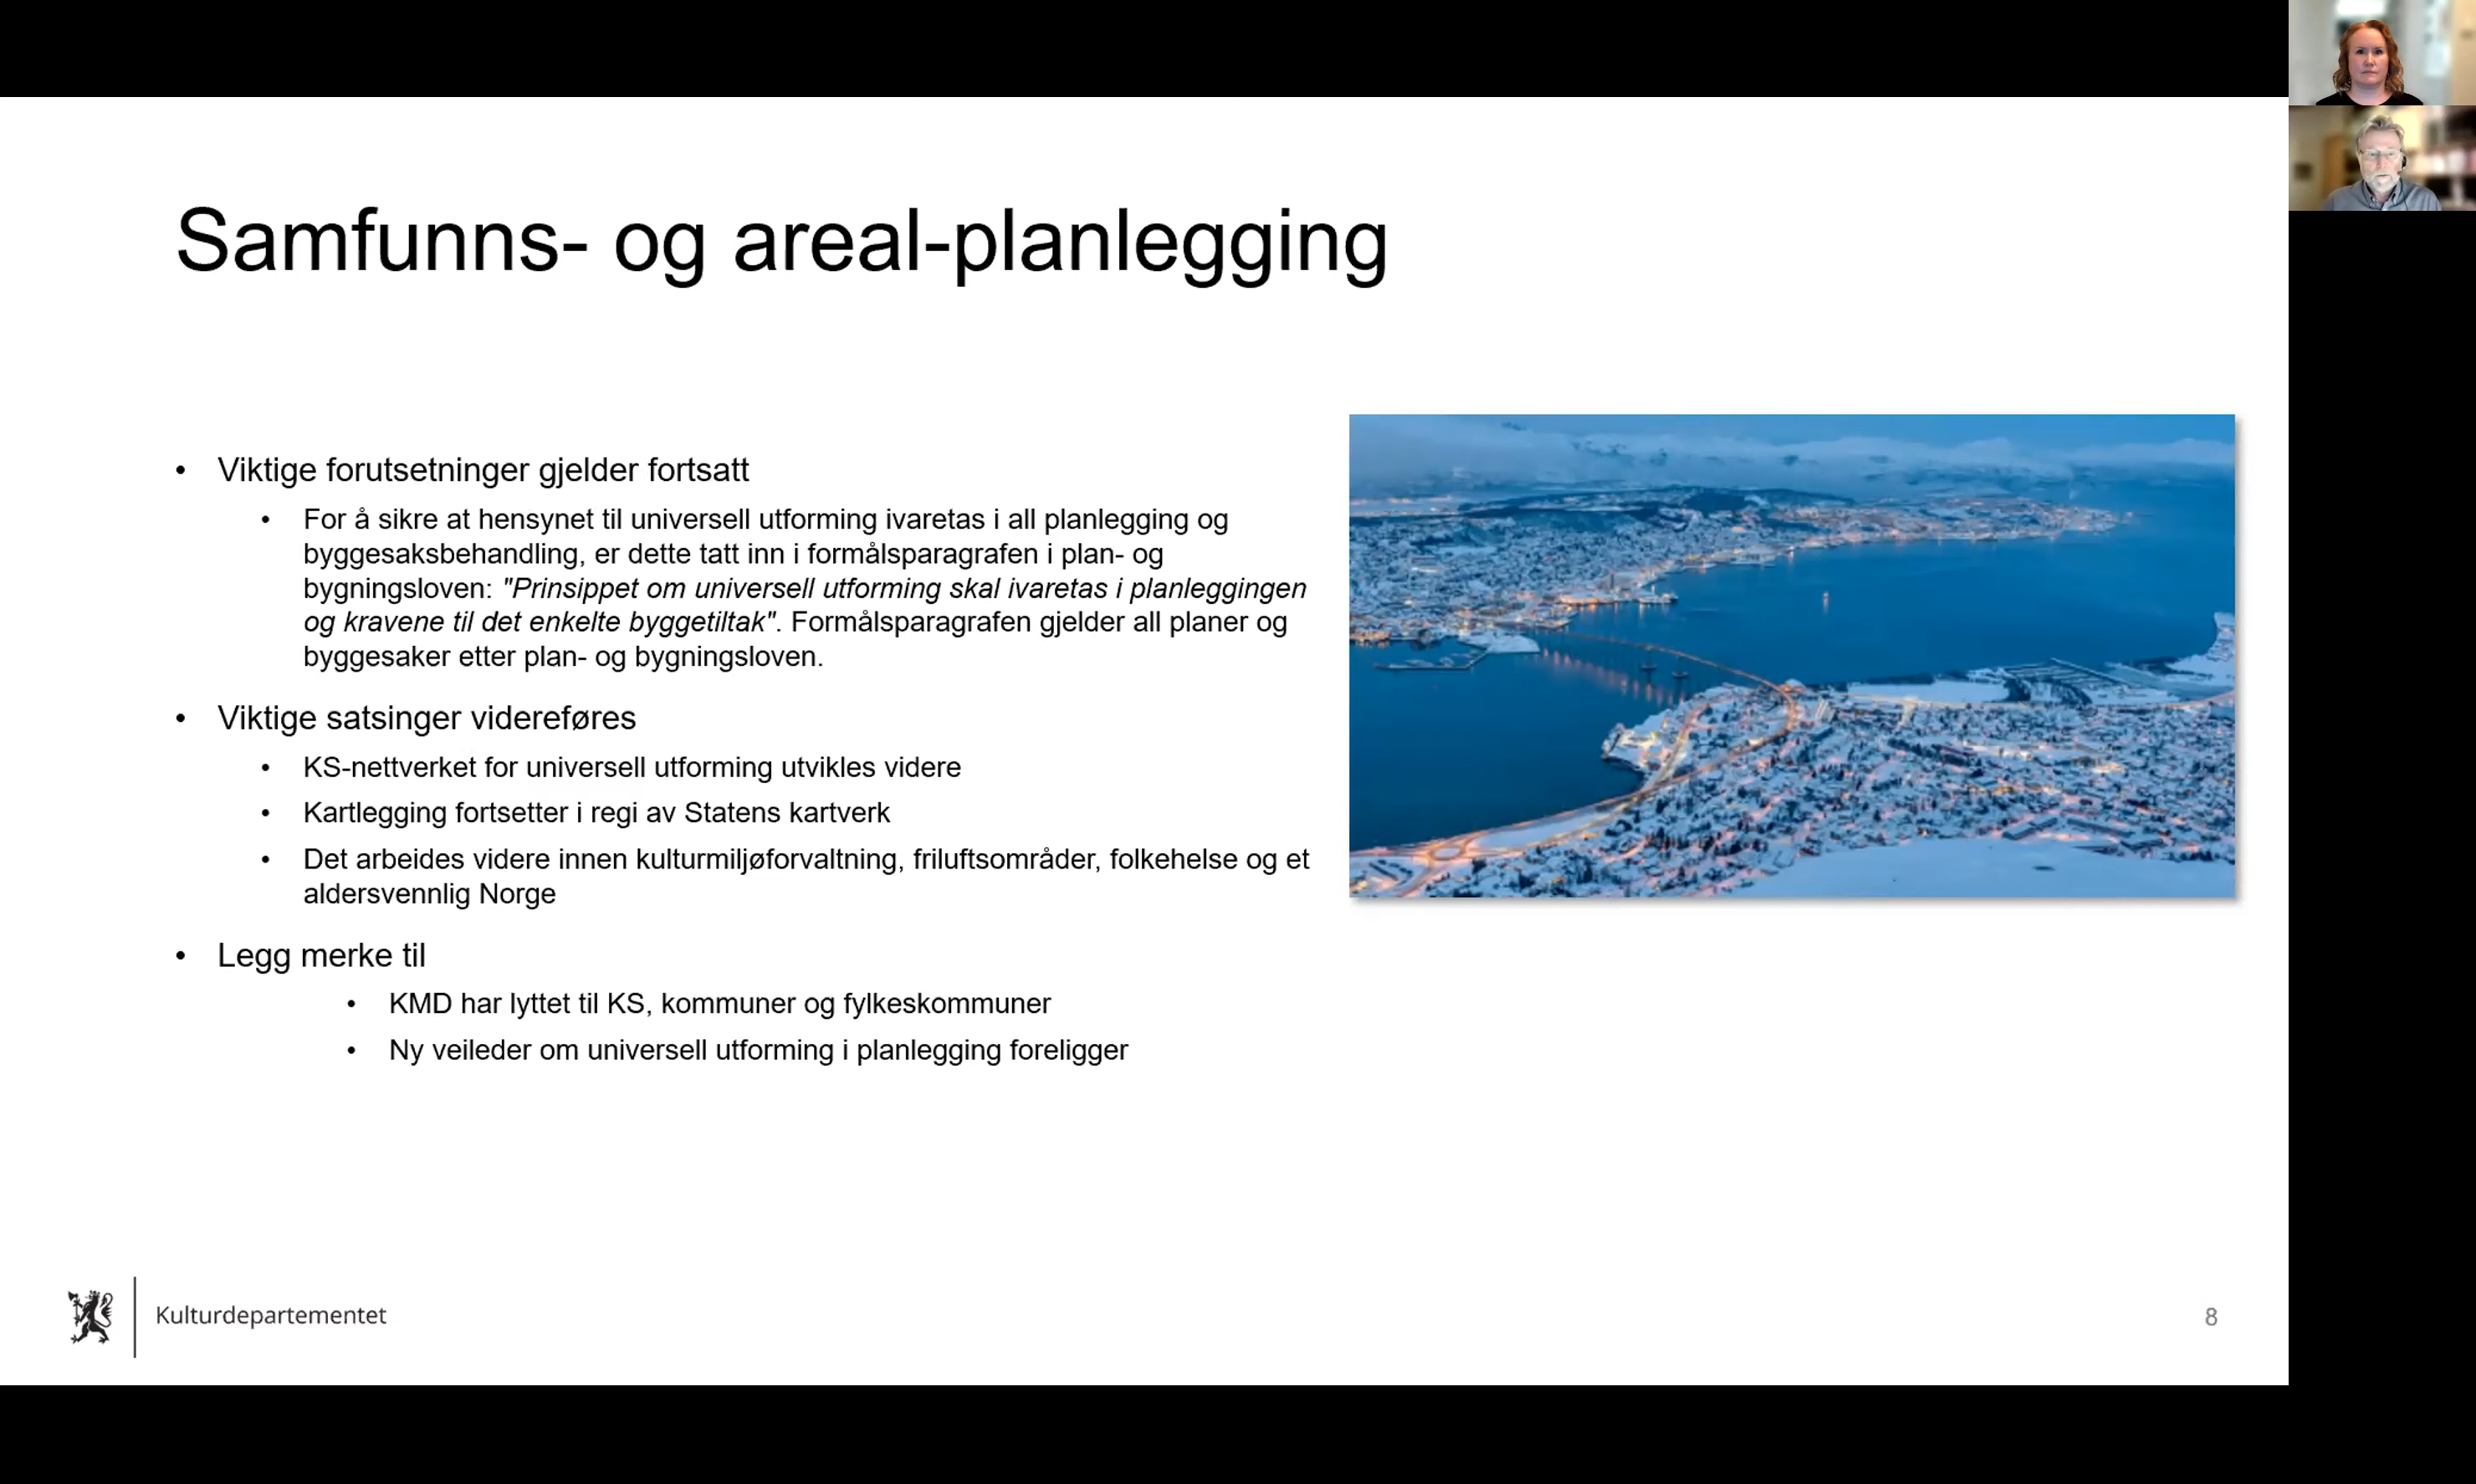 Samfunns- og areal-planlegging
• Viktige forutsetninger gjelder fortsatt
• For å sikre at hensynet til universell utforming ivaretas i all planlegging og
byggesaksbehandling, er dette tatt inn i formålsparagrafen i plan- og
bygningsloven: "Prinsippet om universell utforming skal ivaretas i planleggingen
og kravene til det enkelte byggetiltak". Formålsparagrafen gjelder all planer og
byggesaker etter plan- og bygningsloven.
• Viktige satsinger videreføres
• KS-nettverket for universell utforming utvikles videre
• Kartlegging fortsetter i regi av Statens kartverk
• Det arbeides videre innen kulturmiljøforvaltning, friluftsområder, folkehelse og et
aldersvennlig Norge
• Legg merke til
• KMD har lyttet til KS, kommuner og fylkeskommuner
• Ny veileder om universell utforming i planlegging foreligger
Kulturdepartementet
8